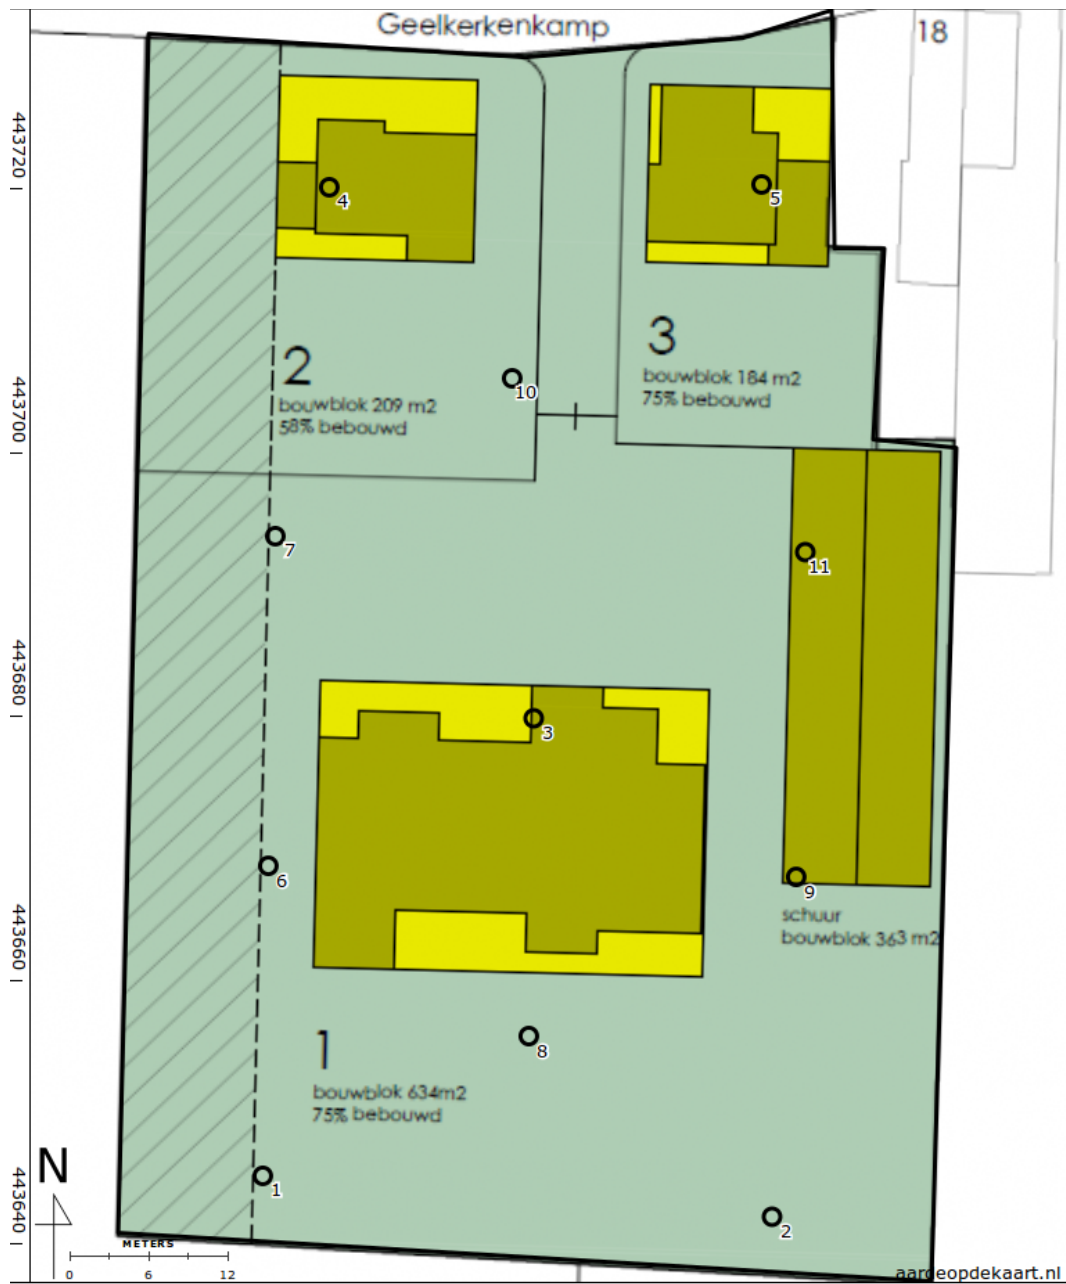 Geelkerkenkamp
18
443720
4
5
2
bouwblok 209 m2
58% bebouwd
10
3
bouwblok 184 m2
75% bebouwd
443700
7
11
443680
3
6
9
schuur
bouwblok 363 m2
443660
8
1
bouwblok 634m2
75% bebouwd
N
1
2
443640
METERS
0 6 12
aardeopdekaart.nl